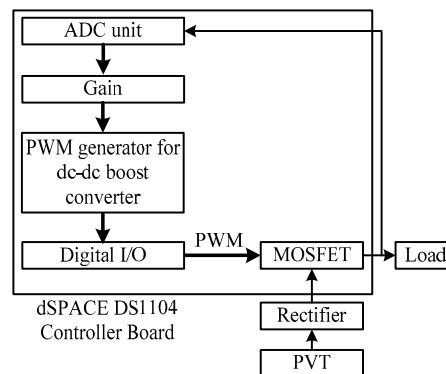 ADC unit
Gain
PWM generator for
dc-dc boost
converter
Digital I/O
PWM
MOSFET
Load
dSPACE DS1104
Controller Board
Rectifier
PVT